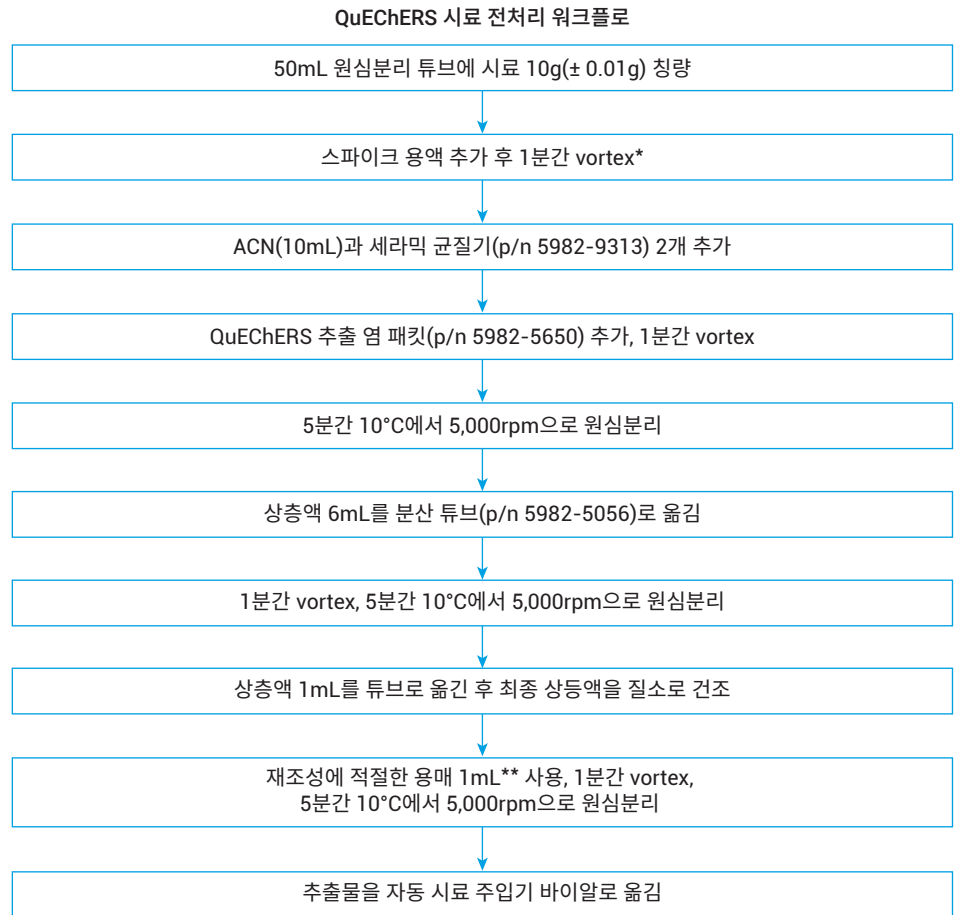 QuEChERS 시료 전처리 워크플로
50mL 원심분리 튜브에 시료 10g(± 0.01g) 칭량
스파이크 용액 추가 후 1분간 vortex*
ACN(10mL)과 세라믹 균질기(p/n 5982-9313) 2개 추가
QuEChERS 추출 염 패킷(p/n 5982-5650) 추가, 1분간 vortex
5분간 10°C에서 5,000rpm으로 원심분리
상층액 6mL를 분산 튜브(p/n 5982-5056)로 옮김
1분간 vortex, 5분간 10°C에서 5,000rpm으로 원심분리
상층액 1mL를 튜브로 옮긴 후 최종 상등액을 질소로 건조
재조성에 적절한 용매 1mL** 사용, 1분간 vortex,
5분간 10°C에서 5,000rpm으로 원심분리
추출물을 자동 시료 주입기 바이알로 옮김